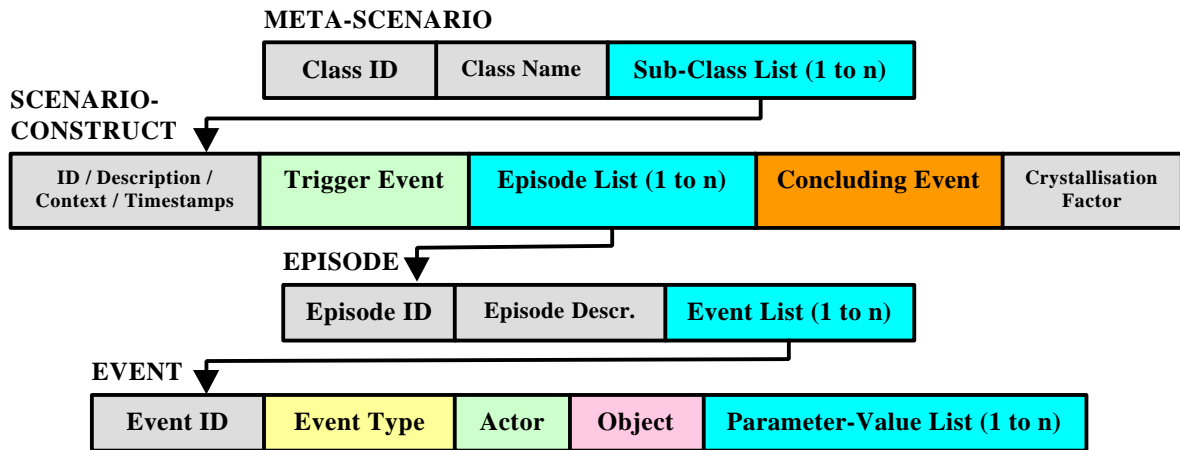 META-SCENARIO
Class ID
Class Name
Sub-Class List (1 to n)
SCENARIO-
CONSTRUCT
ID / Description /
Context / Timestamps
Trigger Event
Episode List (1 to n)
Concluding Event
Crystallisation
Factor
EPISODE
Episode ID
Episode Descr.
Event List (1 to n)
EVENT
Event ID
Event Type
Actor
Object
Parameter-Value List (1 to n)